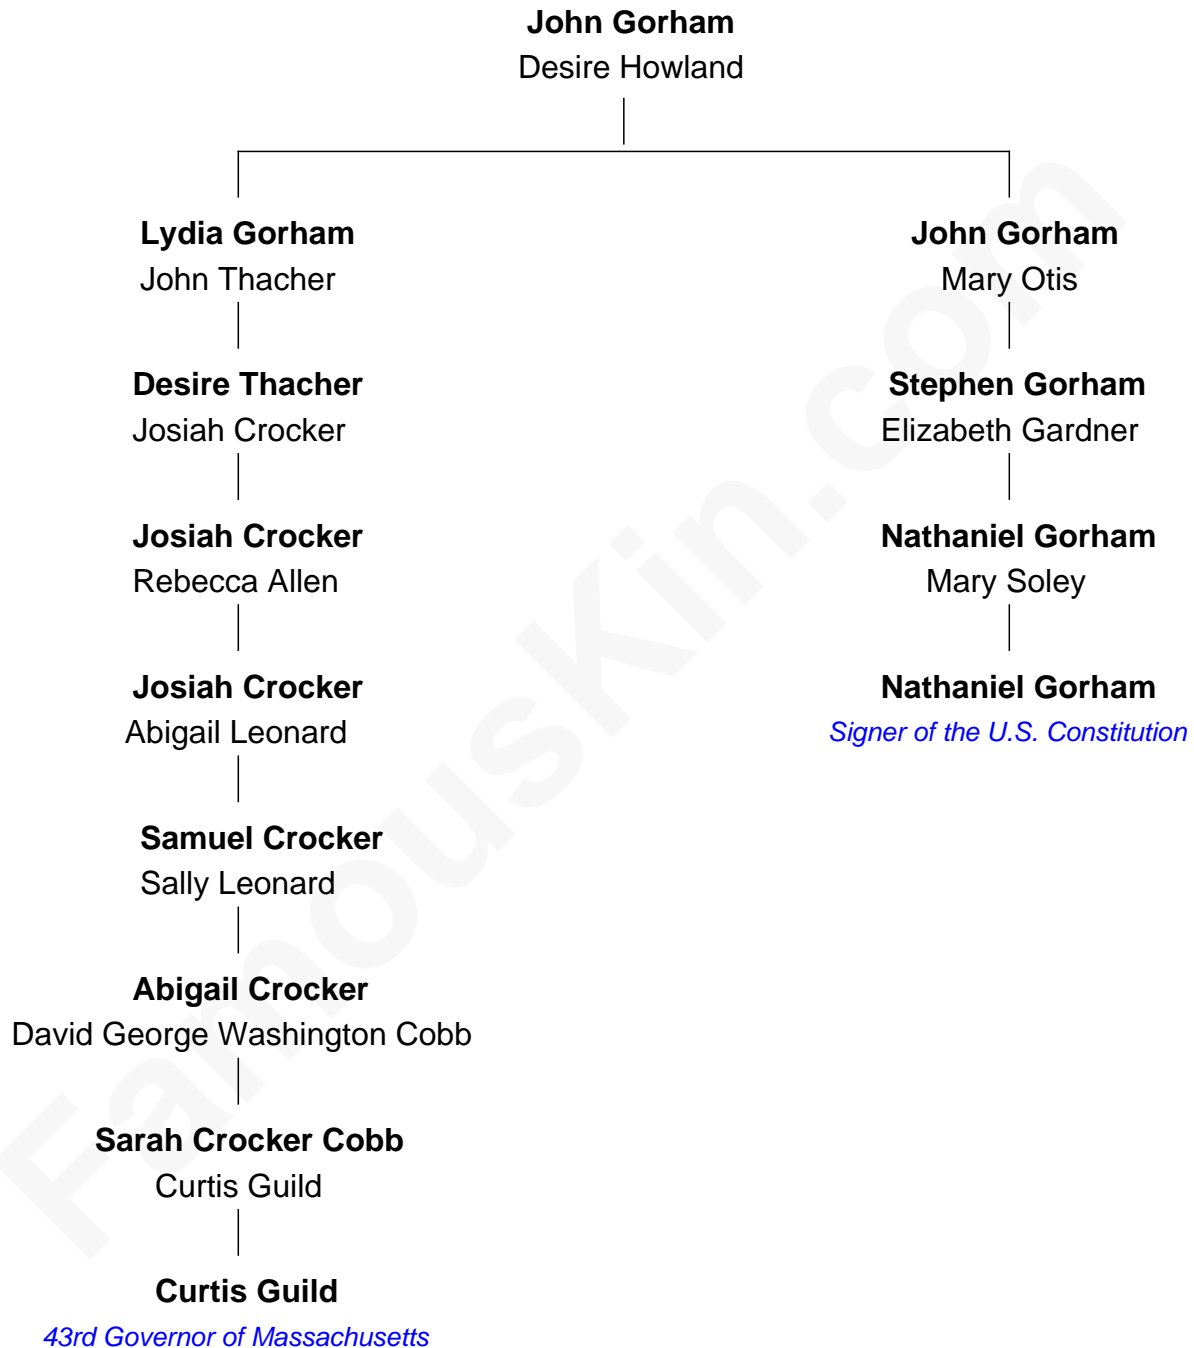 John Gorham
Desire Howland
Lydia Gorham
John Thacher
John Gorham
Mary Otis
Desire Thacher
Josiah Crocker
Stephen Gorham
Elizabeth Gardner
Josiah Crocker
Rebecca Allen
Nathaniel Gorham
Mary Soley
Josiah Crocker
Abigail Leonard
Nathaniel Gorham
Signer of the U.S. Constitution
Samuel Crocker
Sally Leonard
Abigail Crocker
David George Washington Cobb
Sarah Crocker Cobb
Curtis Guild
Curtis Guild
43rd Governor of Massachusetts
FamousKin.com